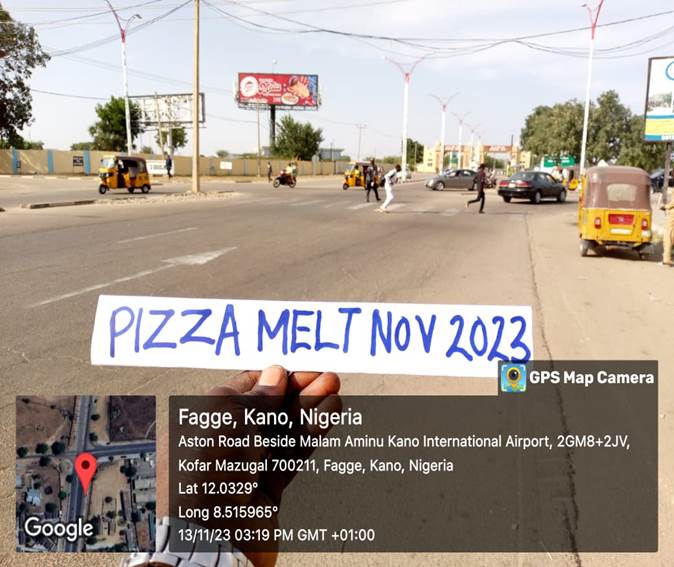 PIZZA MELT NOV 2023
GPS Map Camera
Fagge, Kano, Nigeria
Aston Road Beside Malam Aminu Kano International Airport, 2GM8+2JV,
Kofar Mazugal 700211, Fagge, Kano, Nigeria
Lat 12.0329°
Long 8.515965°
13/11/23 03:19 PM GMT +01:00
Google